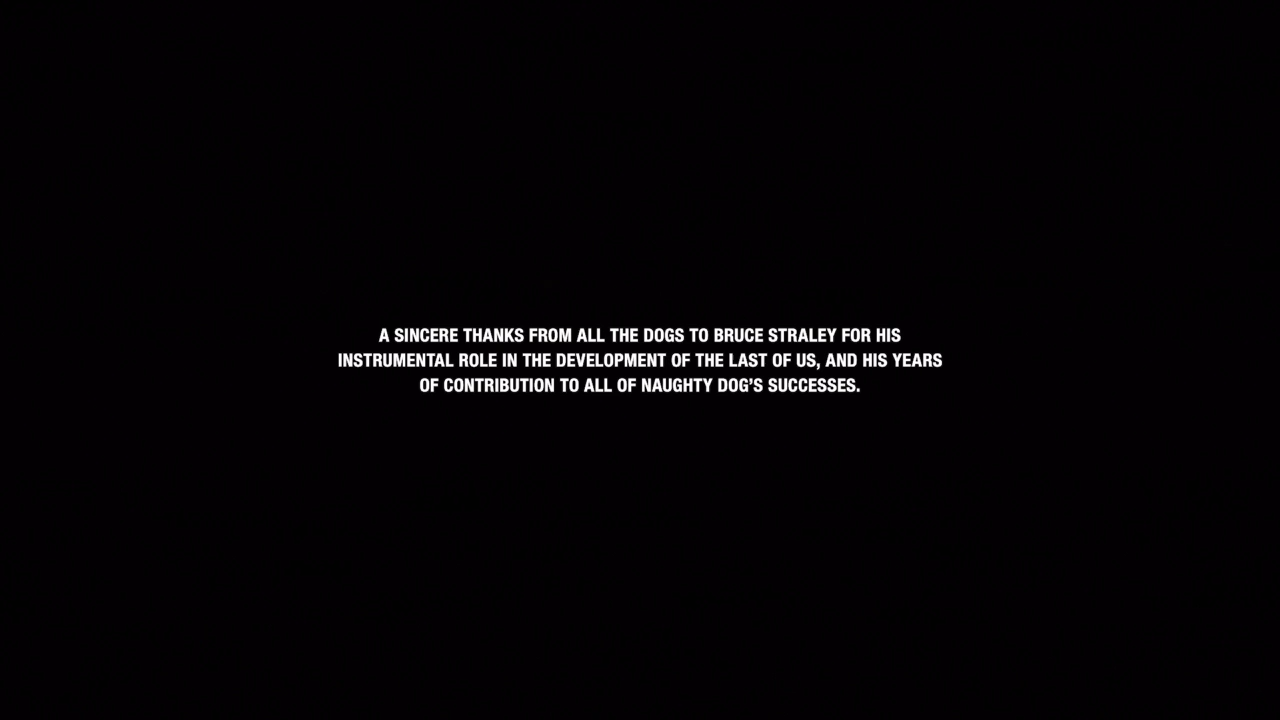 A SINCERE THANKS FROM ALL THE DOGS TO BRUCE STRALEY FOR HIS
INSTRUMENTAL ROLE IN THE DEVELOPMENT OF THE LAST OF US, AND HIS YEARS
OF CONTRIBUTION TO ALL OF NAUGHTY DOG'S SUCCESSES.